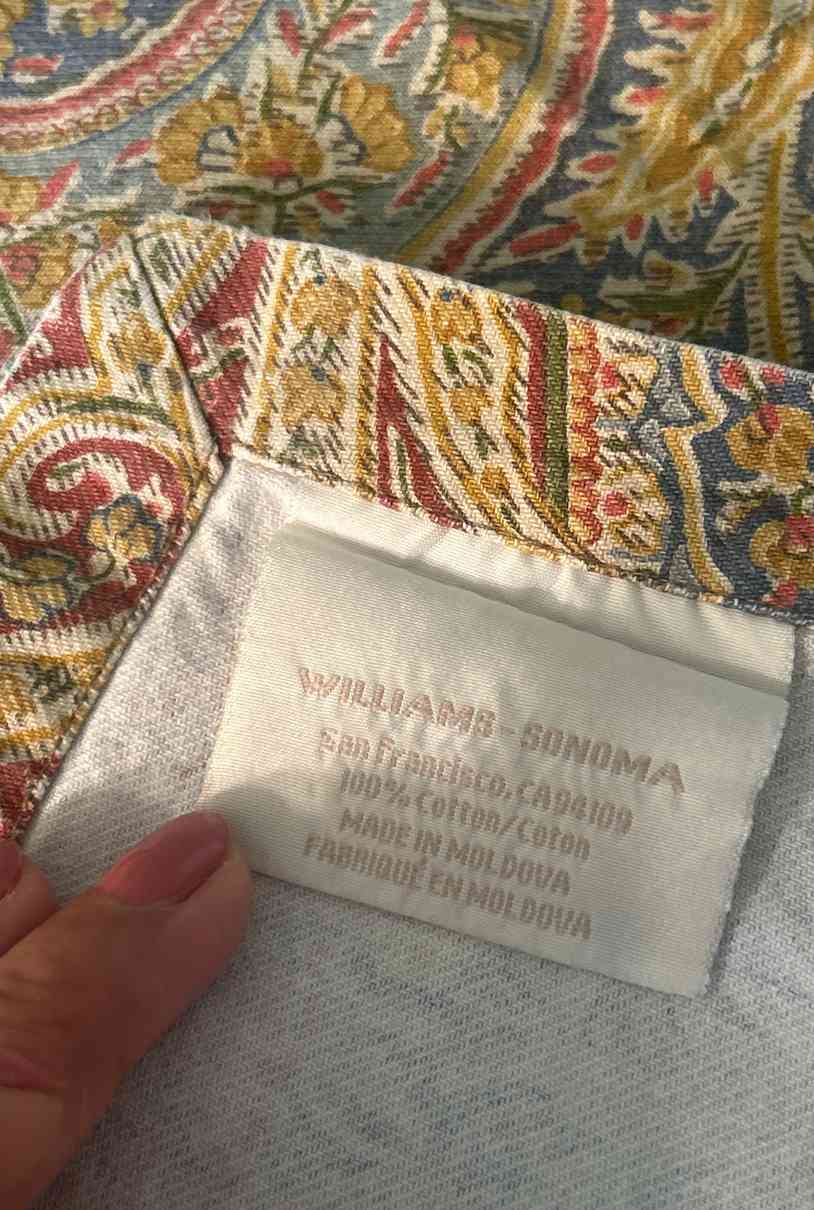 WILLIAMS-SONOMA
San Francisco, CA 94109
100% Cotton/Coton
MADE IN MOLDOVA
FABRIQUÉ EN MOLDOVA